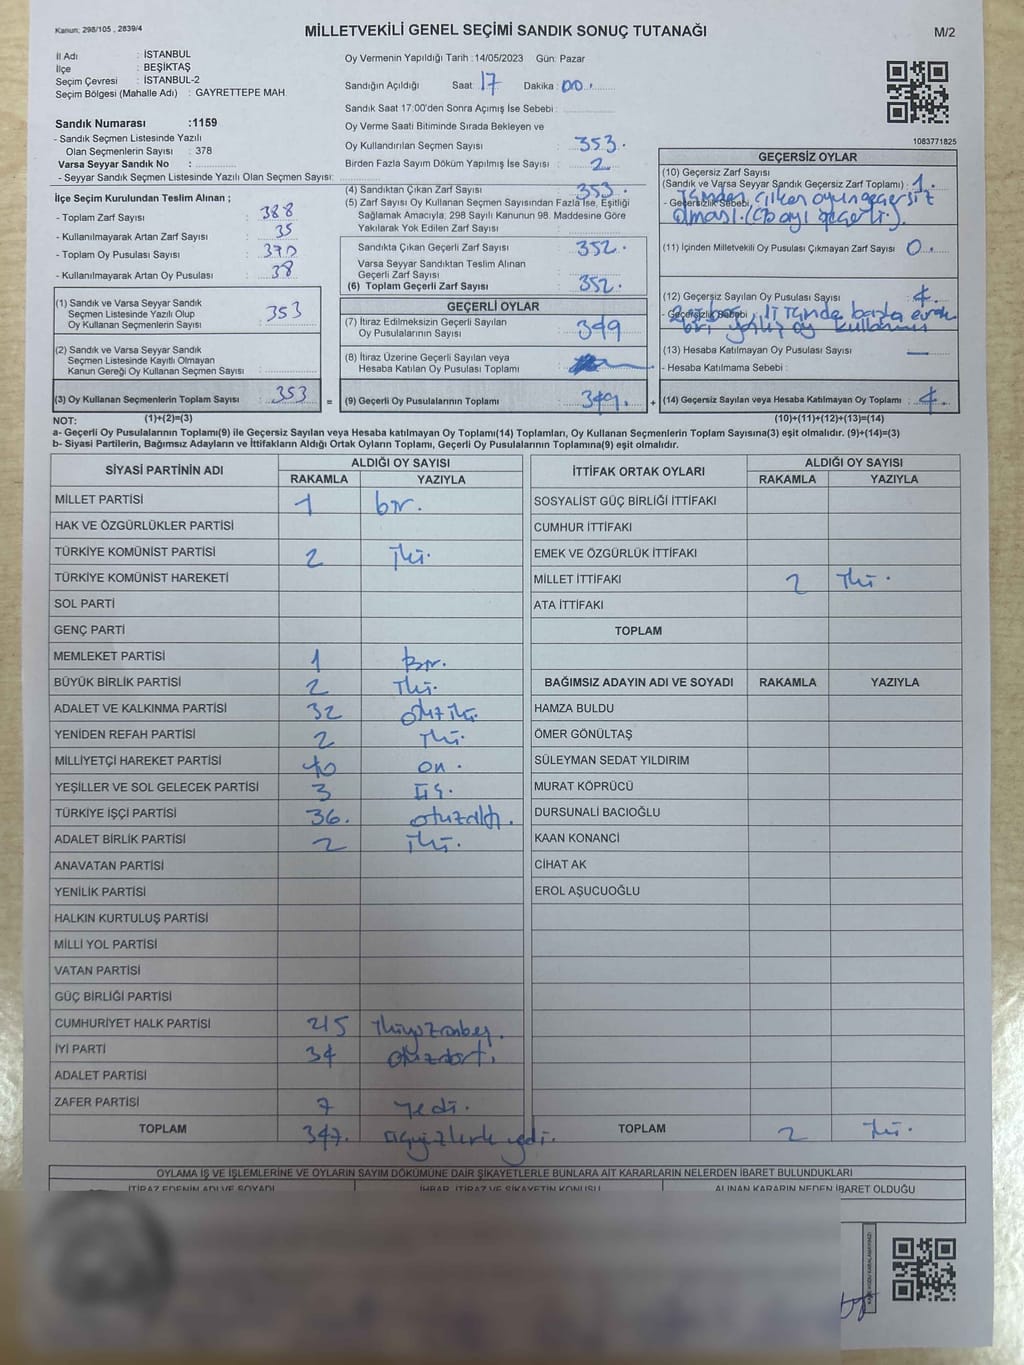 Kanun: 298/105 , 2839/4
MİLLETVEKİLİ GENEL SEÇİMİ SANDIK SONUÇ TUTANAĞI
M/2
İl Adı : İSTANBUL
İlçe : BEŞİKTAŞ
Seçim Çevresi : İSTANBUL-2
Seçim Bölgesi (Mahalle Adı) : GAYRETTEPE MAH.
Sandık Numarası :1159
- Sandık Seçmen Listesinde Yazılı
Olan Seçmenlerin Sayısı : 378
Varsa Seyyar Sandık No :
- Seyyar Sandık Seçmen Listesinde Yazılı Olan Seçmen Sayısı:
Oy Vermenin Yapıldığı Tarih : 14/05/2023 Gün: Pazar
Sandığın Açıldığı Saat : 17 Dakika : 00
Sandık Saat 17:00'den Sonra Açılmış İse Sebebi :
Oy Verme Saati Bitiminde Sırada Bekleyen ve
Oy Kullandırılan Seçmen Sayısı : 353.
Birden Fazla Sayım Döküm Yapılmış İse Sayısı : 2
1083771825
İlçe Seçim Kurulundan Teslim Alınan ;
- Toplam Zarf Sayısı : 388
- Kullanılmayarak Artan Zarf Sayısı : 35
- Toplam Oy Pusulası Sayısı : 390
- Kullanılmayarak Artan Oy Pusulası : 38
(1) Sandık ve Varsa Seyyar Sandık
Seçmen Listesinde Yazılı Olup
Oy Kullanan Seçmenlerin Sayısı : 353
(2) Sandık ve Varsa Seyyar Sandık
Seçmen Listesinde Kayıtlı Olmayan
Kanun Gereği Oy Kullanan Seçmen Sayısı :
(3) Oy Kullanan Seçmenlerin Toplam Sayısı : 353 =
(4) Sandıktan Çıkan Zarf Sayısı : 353.
(5) Zarf Sayısı Oy Kullanan Seçmen Sayısından Fazla İse, Eşitliği
Sağlamak Amacıyla; 298 Sayılı Kanunun 98. Maddesine Göre
Yakılarak Yok Edilen Zarf Sayısı :
Sandıkta Çıkan Geçerli Zarf Sayısı : 352.
Varsa Seyyar Sandıktan Teslim Alınan
Geçerli Zarf Sayısı :
(6) Toplam Geçerli Zarf Sayısı : 352.
GEÇERLİ OYLAR
(7) İtiraz Edilmeksizin Geçerli Sayılan
Oy Pusulalarının Sayısı : 349
(8) İtiraz Üzerine Geçerli Sayılan veya
Hesaba Katılan Oy Pusulası Toplamı :
(9) Geçerli Oy Pusulalarının Toplamı : 349. +
GEÇERSİZ OYLAR
(10) Geçersiz Zarf Sayısı
(Sandık ve Varsa Seyyar Sandık Geçersiz Zarf Toplamı) : 1.
- Geçersizlik Sebebi : içinden çıkan oyun geçersiz
olması. (Cb oyı geçerli).
(11) İçinden Milletvekili Oy Pusulası Çıkmayan Zarf Sayısı : 0
(12) Geçersiz Sayılan Oy Pusulası Sayısı : 4.
- Geçersizlik Sebebi :
(13) Hesaba Katılmayan Oy Pusulası Sayısı : —
- Hesaba Katılmama Sebebi :
(14) Geçersiz Sayılan veya Hesaba Katılmayan Oy Toplamı : 4.
NOT: (1)+(2)=(3) (10)+(11)+(12)+(13)=(14)
a- Geçerli Oy Pusulalarının Toplamı(9) ile Geçersiz Sayılan veya Hesaba katılmayan Oy Toplamı(14) Toplamları, Oy Kullanan Seçmenlerin Toplam Sayısına(3) eşit olmalıdır. (9)+(14)=(3)
b- Siyasi Partilerin, Bağımsız Adayların ve İttifakların Aldığı Ortak Oyların Toplamı, Geçerli Oy Pusulalarının Toplamına(9) eşit olmalıdır.
SİYASİ PARTİNİN ADI ALDIĞI OY SAYISI
RAKAMLA YAZIYLA
MİLLET PARTİSİ 1 bir.
HAK VE ÖZGÜRLÜKLER PARTİSİ
TÜRKİYE KOMÜNİST PARTİSİ 2 iki.
TÜRKİYE KOMÜNİST HAREKETİ
SOL PARTİ
GENÇ PARTİ
MEMLEKET PARTİSİ 1 Bir.
BÜYÜK BİRLİK PARTİSİ 2 iki.
ADALET VE KALKINMA PARTİSİ 32 otuz iki.
YENİDEN REFAH PARTİSİ 2 iki.
MİLLİYETÇİ HAREKET PARTİSİ 10 on.
YEŞİLLER VE SOL GELECEK PARTİSİ 3 üç.
TÜRKİYE İŞÇİ PARTİSİ 36. otuzaltı.
ADALET BİRLİK PARTİSİ 2 iki.
ANAVATAN PARTİSİ
YENİLİK PARTİSİ
HALKIN KURTULUŞ PARTİSİ
MİLLİ YOL PARTİSİ
VATAN PARTİSİ
GÜÇ BİRLİĞİ PARTİSİ
CUMHURİYET HALK PARTİSİ 215 ikiyüzonbeş.
İYİ PARTİ 34 otuzdört.
ADALET PARTİSİ
ZAFER PARTİSİ 7 Yedi.
TOPLAM 347. üçyüzkırk yedi.
İTTİFAK ORTAK OYLARI ALDIĞI OY SAYISI
RAKAMLA YAZIYLA
SOSYALİST GÜÇ BİRLİĞİ İTTİFAKI
CUMHUR İTTİFAKI
EMEK VE ÖZGÜRLÜK İTTİFAKI
MİLLET İTTİFAKI 2 iki.
ATA İTTİFAKI
TOPLAM
BAĞIMSIZ ADAYIN ADI VE SOYADI RAKAMLA YAZIYLA
HAMZA BULDU
ÖMER GÖNÜLTAŞ
SÜLEYMAN SEDAT YILDIRIM
MURAT KÖPRÜCÜ
DURSUNALİ BACIOĞLU
KAAN KONANCİ
CİHAT AK
EROL AŞUCUOĞLU
TOPLAM 2 iki.
OYLAMA İŞ VE İŞLEMLERİNE VE OYLARIN SAYIM DÖKÜMÜNE DAİR ŞİKAYETLERLE BUNLARA AİT KARARLARIN NELERDEN İBARET BULUNDUKLARI
İTİRAZ EDENİN ADI VE SOYADI İHBAR, İTİRAZ VE ŞİKAYETİN KONUSU ALINAN KARARIN NEDEN İBARET OLDUĞU